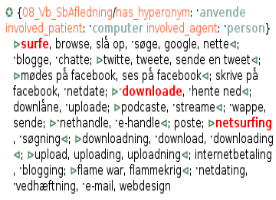 ✪ {08_Vb_SbAfledning/has_hyperonym: ·anvende
involved_patient: ·computer involved_agent: ·person}
▷surfe, browse, slå op, ·søge, google, nette◁;
·blogge, ·chatte; ▷twitte, tweete, sende en tweet◁;
▷mødes på facebook, ses på facebook◁; skrive på
facebook, ·netdate; ▷·downloade, ·hente ned◁;
downlåne, ·uploade; ▷podcaste, ·streame◁; ·wappe,
sende; ▷·nethandle, ·e-handle◁; poste; ▷netsurfing
, ·søgning◁; ▷downloadning, ·download, ·downloading
◁; ▷upload, uploading, uploadning◁; internetbetaling
, ·blogging; ▷flame war, flammekrig◁; ·netdating,
·vedhæftning, ·e-mail, webdesign